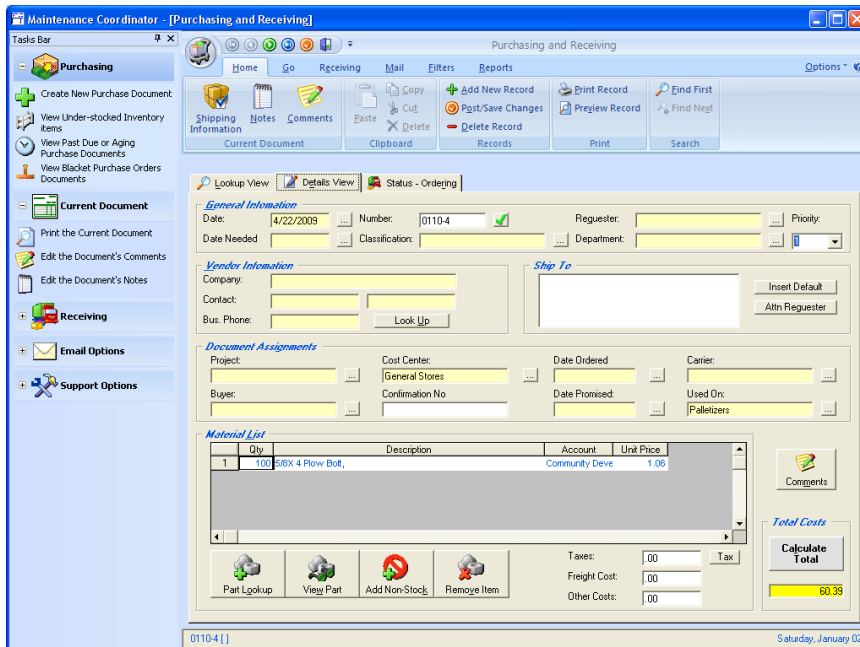 Maintenance Coordinator - [Purchasing and Receiving]
Tasks Bar
Purchasing
Create New Purchase Document
View Under-stocked Inventory
items
View Past Due or Aging
Purchase Documents
View Blacket Purchase Orders
Documents
Current Document
Print the Current Document
Edit the Document's Comments
Edit the Document's Notes
Receiving
Email Options
Support Options
Purchasing and Receiving
Home Go Receiving Mail Filters Reports Options
Shipping
Information
Notes
Comments
Current Document
Paste
Copy
Cut
Delete
Clipboard
Add New Record
Post/Save Changes
Delete Record
Records
Print Record
Preview Record
Print
Find First
Find Next
Search
Lookup View Details View Status - Ordering
General Infomation
Date: 4/22/2009 ... Number: 0110-4 Reguester: ... Priority:
Date Needed ... Classification: ... Department: ... 1
Vendor Infomation
Company:
Contact:
Bus. Phone: Look Up
Ship To
Insert Default
Attn Reguester
Document Assignments
Project: Cost Center: Date Ordered Carrier:
... General Stores ... ... ...
Buyer: Confirmation No Date Promised: Used On:
... ... Palletizers ...
Material List
Qty Description Account Unit Price
1 100 5/8X 4 Plow Bolt, Community Deve 1.06
Comments
Part Lookup View Part Add Non-Stock Remove Item
Taxes: .00 Tax
Freight Cost: .00
Other Costs: .00
Total Costs
Calculate
Total
60.39
0110-4 [ ] Saturday, January 02